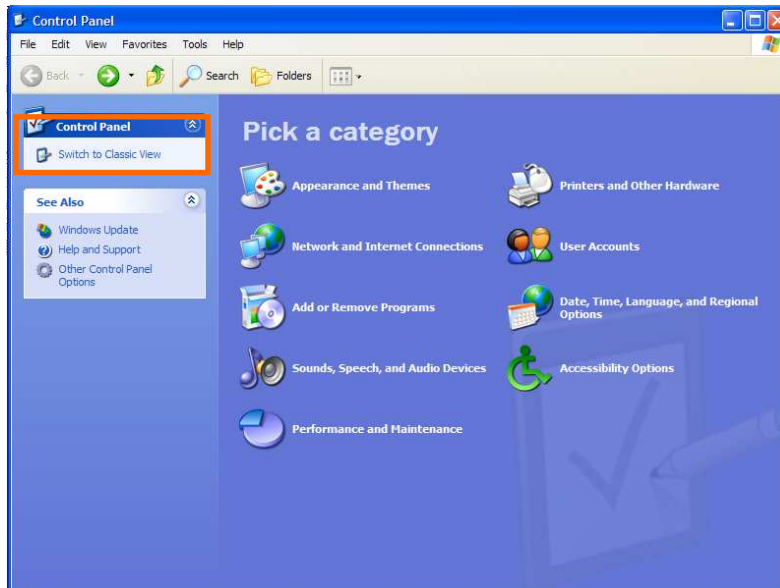 Control Panel
File Edit View Favorites Tools Help
Back Search Folders
Control Panel
Switch to Classic View
See Also
Windows Update
Help and Support
Other Control Panel
Options
Pick a category
Appearance and Themes
Printers and Other Hardware
Network and Internet Connections
User Accounts
Add or Remove Programs
Date, Time, Language, and Regional
Options
Sounds, Speech, and Audio Devices
Accessibility Options
Performance and Maintenance